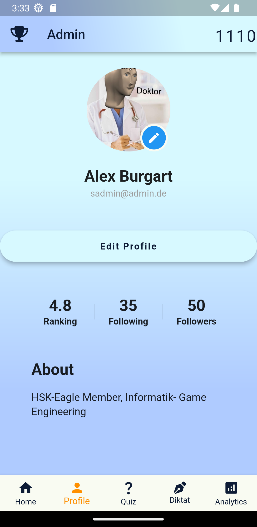 3:33
Admin
1110
Doktor
Alex Burgart
sadmin@admin.de
Edit Profile
4.8 35 50
Ranking Following Followers
About
HSK-Eagle Member, Informatik- Game
Engineering
Home Profile Quiz Diktat Analytics